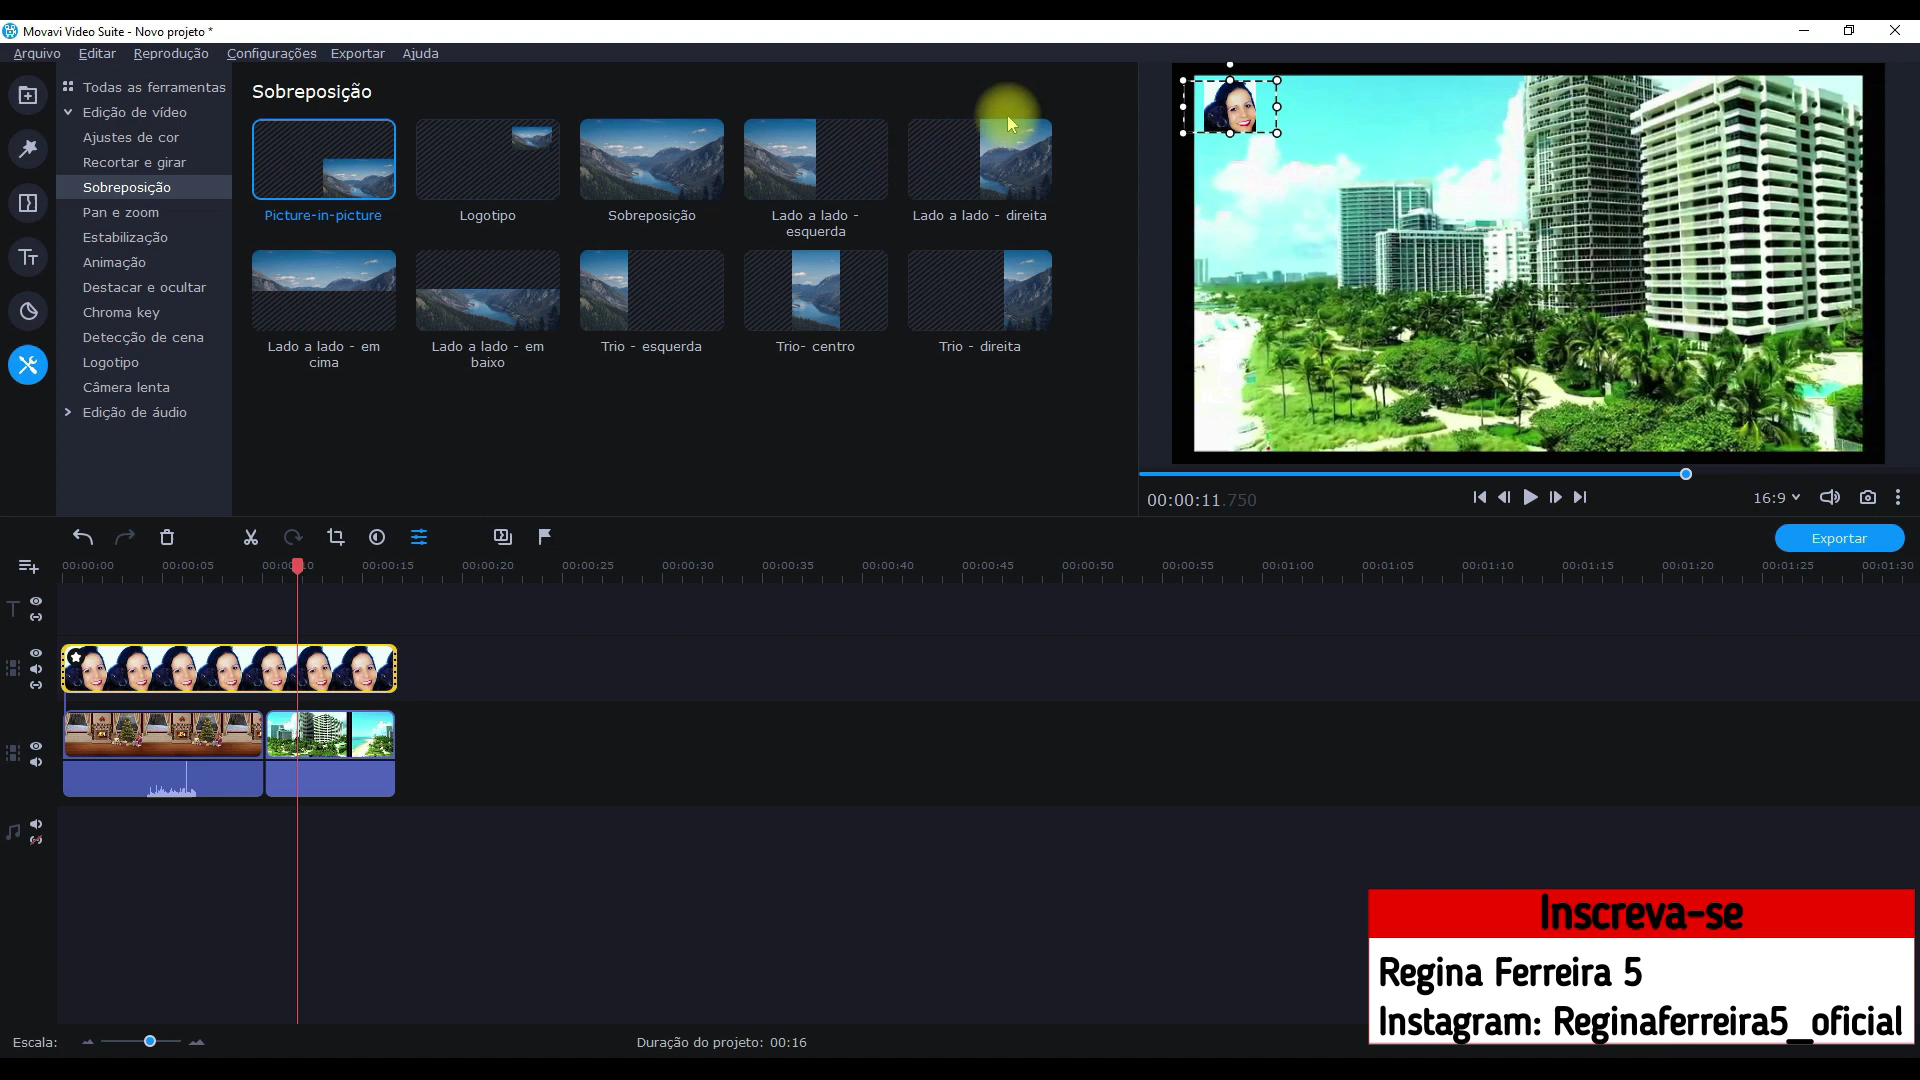 Movavi Video Suite - Novo projeto *
Arquivo Editar Reprodução Configurações Exportar Ajuda
Todas as ferramentas
Edição de vídeo
Ajustes de cor
Recortar e girar
Sobreposição
Pan e zoom
Estabilização
Animação
Destacar e ocultar
Chroma key
Detecção de cena
Logotipo
Câmera lenta
Edição de áudio
Sobreposição
Picture-in-picture
Logotipo
Sobreposição
Lado a lado -
esquerda
Lado a lado - direita
Lado a lado - em
cima
Lado a lado - em
baixo
Trio - esquerda
Trio- centro
Trio - direita
00:00:11.750
16:9
Exportar
00:00:00 00:00:05 00:00:10 00:00:15 00:00:20 00:00:25 00:00:30 00:00:35 00:00:40 00:00:45 00:00:50 00:00:55 00:01:00 00:01:05 00:01:10 00:01:15 00:01:20 00:01:25 00:01:30
Inscreva-se
Regina Ferreira 5
Instagram: Reginaferreira5_oficial
Escala:
Duração do projeto: 00:16